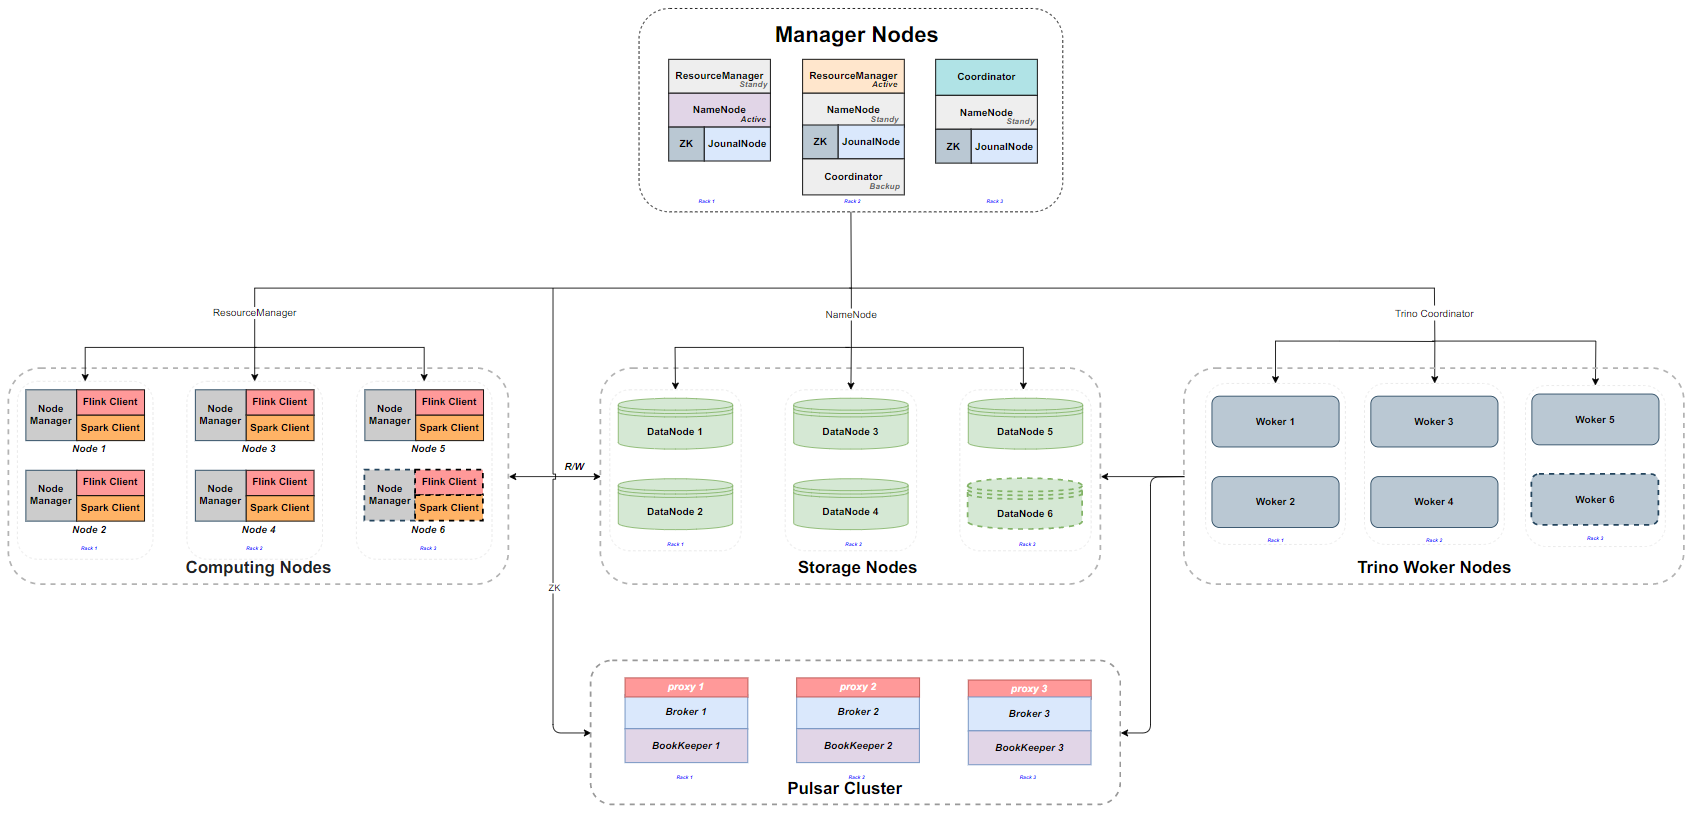 Manager Nodes
ResourceManager
Standy
NameNode
Active
ZK
JounalNode
Rack 1
ResourceManager
Active
NameNode
Standy
ZK
JounalNode
Coordinator
Backup
Rack 2
Coordinator
NameNode
Standy
ZK
JounalNode
Rack 3
ResourceManager
NameNode
Trino Coordinator
Node
Manager
Flink Client
Spark Client
Node 1
Node
Manager
Flink Client
Spark Client
Node 2
Rack 1
Node
Manager
Flink Client
Spark Client
Node 3
Node
Manager
Flink Client
Spark Client
Node 4
Rack 2
Node
Manager
Flink Client
Spark Client
Node 5
Node
Manager
Flink Client
Spark Client
Node 6
Rack 3
Computing Nodes
R/W
DataNode 1
DataNode 2
Rack 1
DataNode 3
DataNode 4
Rack 2
DataNode 5
DataNode 6
Rack 3
Storage Nodes
Woker 1
Woker 2
Rack 1
Woker 3
Woker 4
Rack 2
Woker 5
Woker 6
Rack 3
Trino Woker Nodes
ZK
proxy 1
Broker 1
BookKeeper 1
Rack 1
proxy 2
Broker 2
BookKeeper 2
Rack 2
proxy 3
Broker 3
BookKeeper 3
Rack 3
Pulsar Cluster